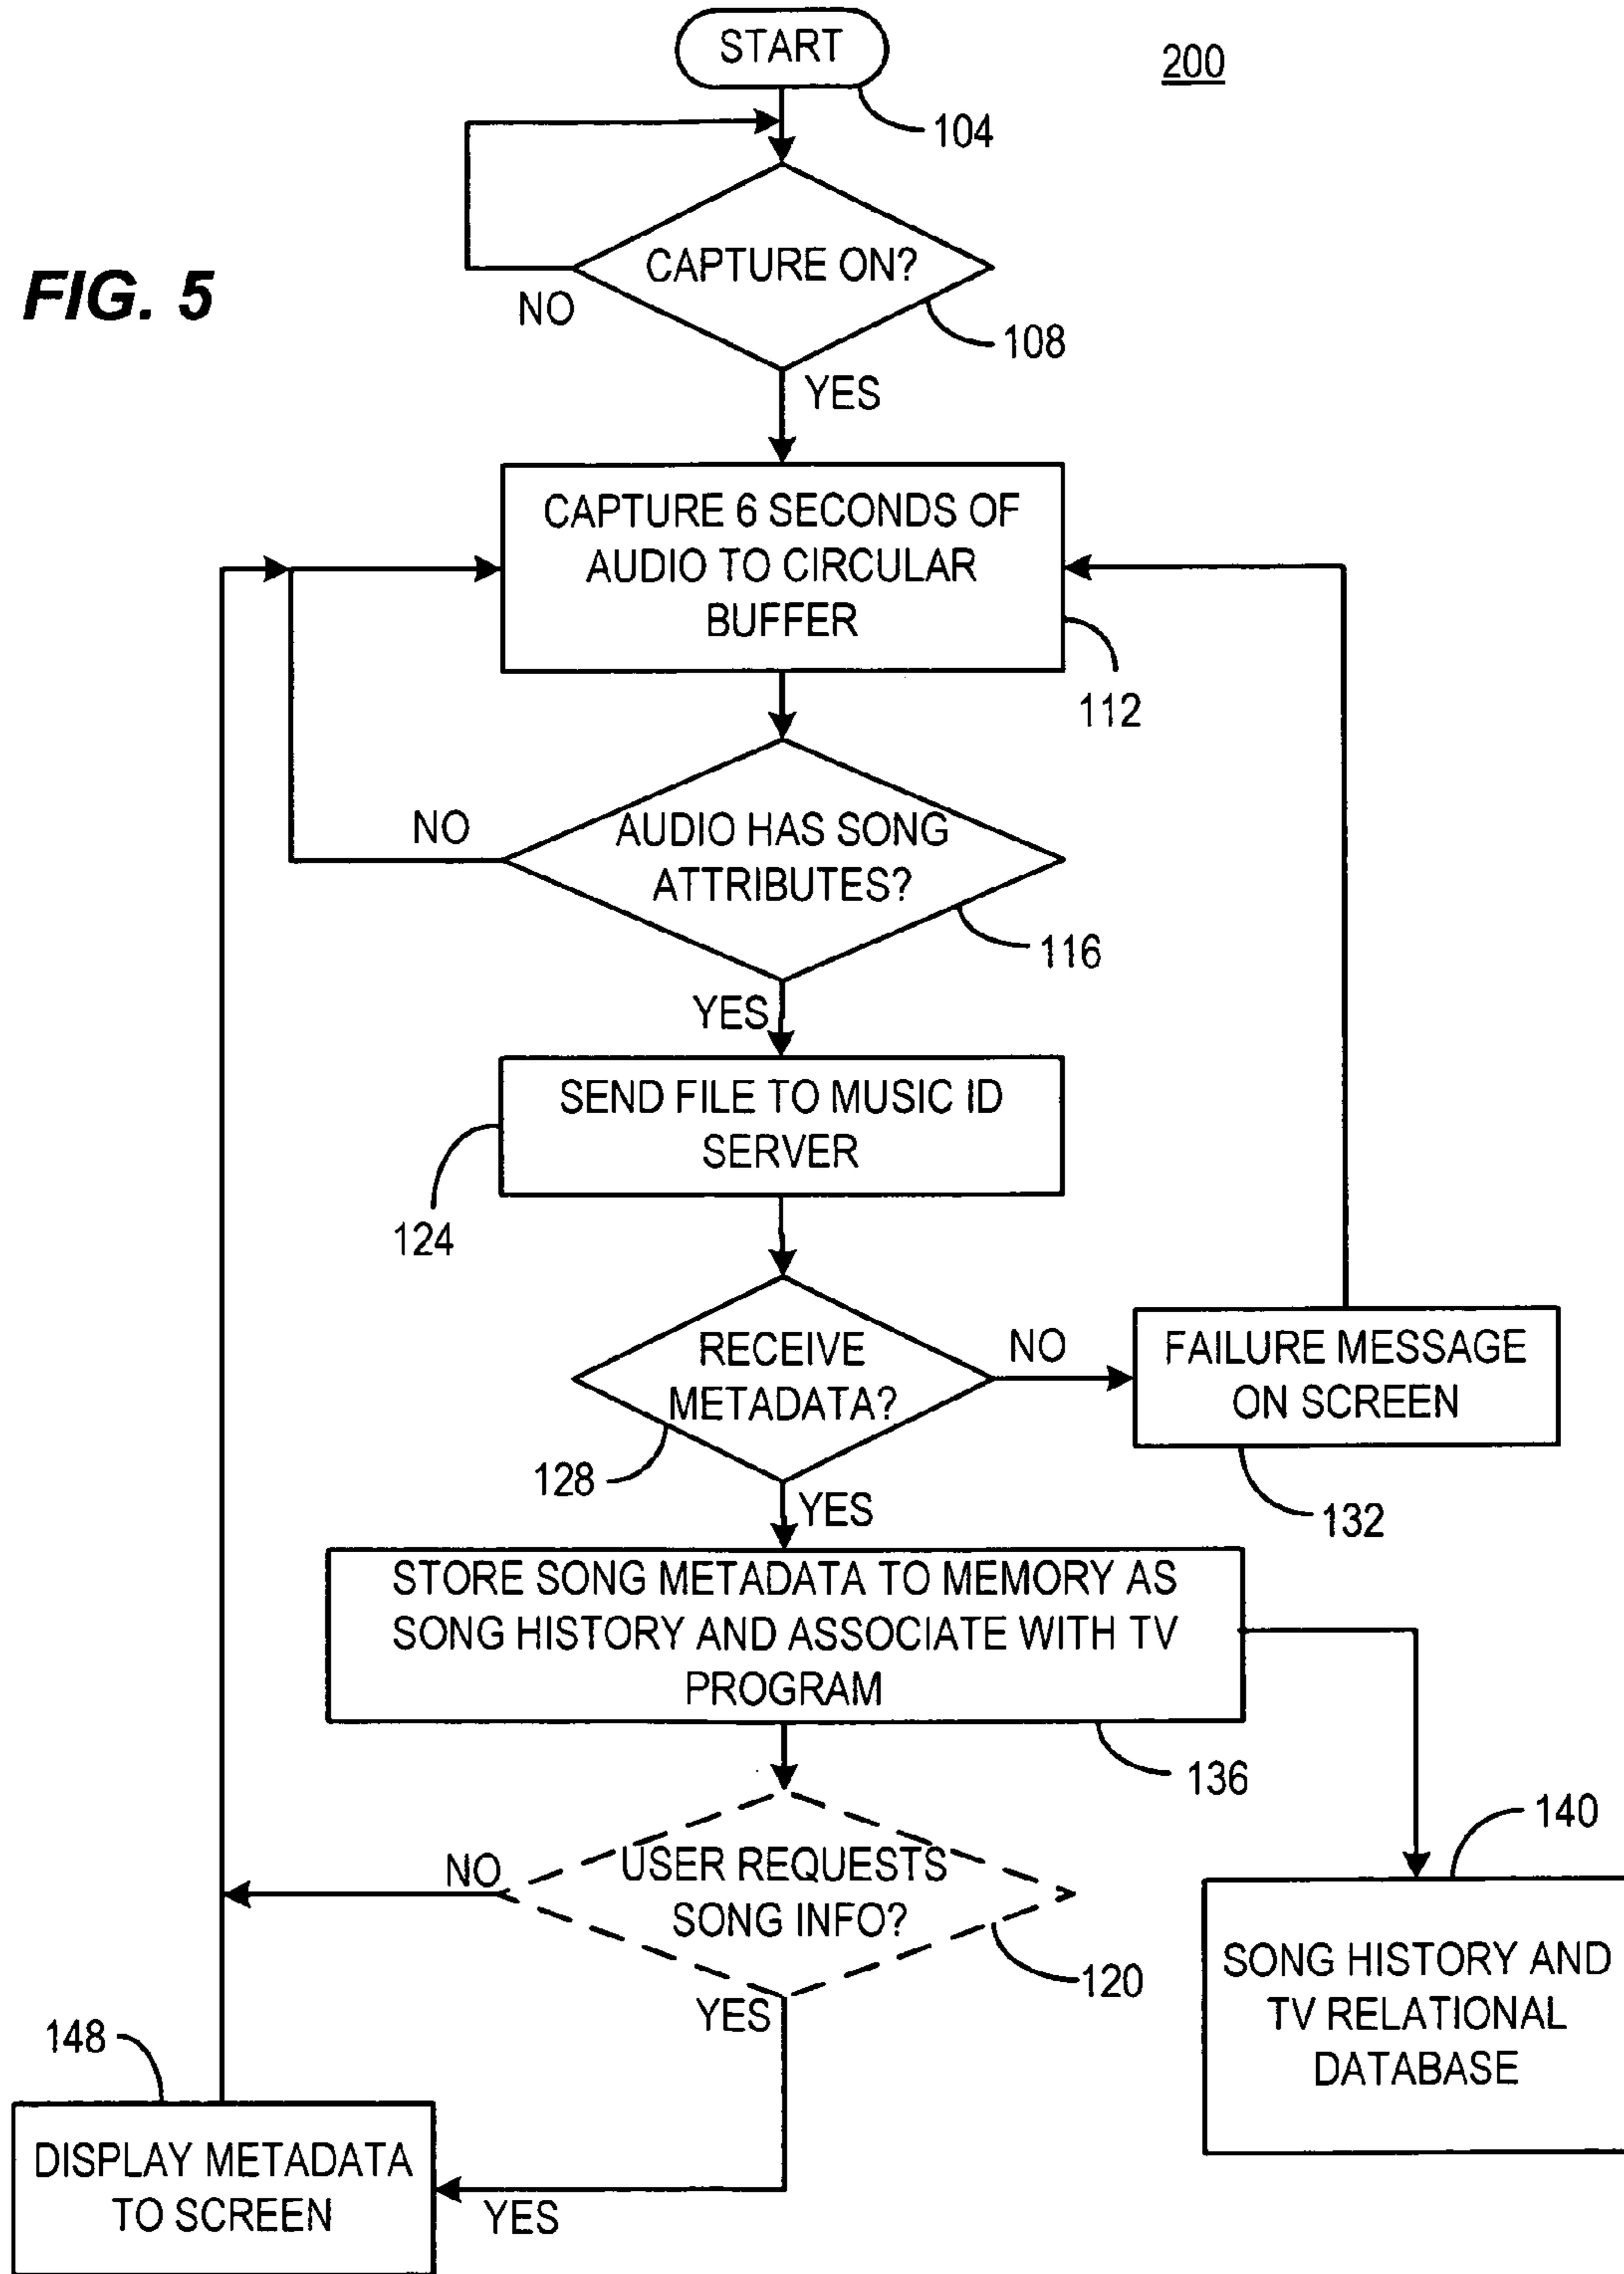 START
200
104
CAPTURE ON?
FIG. 5
NO
108
YES
CAPTURE 6 SECONDS OF
AUDIO TO CIRCULAR
BUFFER
112
NO
AUDIO HAS SONG
ATTRIBUTES?
116
YES
SEND FILE TO MUSIC ID
SERVER
124
RECEIVE
METADATA?
NO
FAILURE MESSAGE
ON SCREEN
128
132
YES
STORE SONG METADATA TO MEMORY AS
SONG HISTORY AND ASSOCIATE WITH TV
PROGRAM
136
140
NO
USER REQUESTS
SONG INFO?
120
YES
SONG HISTORY AND
TV RELATIONAL
DATABASE
148
DISPLAY METADATA
TO SCREEN
YES